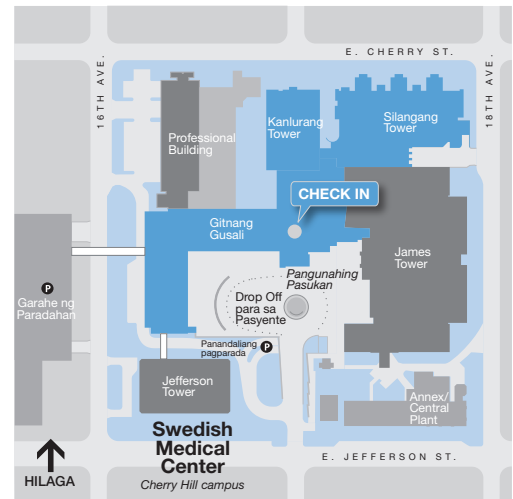 E. CHERRY ST.
16TH AVE.
18TH AVE.
Kanlurang
Tower
Silangang
Tower
Professional
Building
CHECK IN
Gitnang
Gusali
James
Tower
Pangunahing
Pasukan
Drop Off
para sa
Pasyente
P
Garahe ng
Paradahan
Panandaliang
pagparada
P
Jefferson
Tower
Annex/
Central
Plant
Swedish
Medical
Center
Cherry Hill campus
E. JEFFERSON ST.
HILAGA